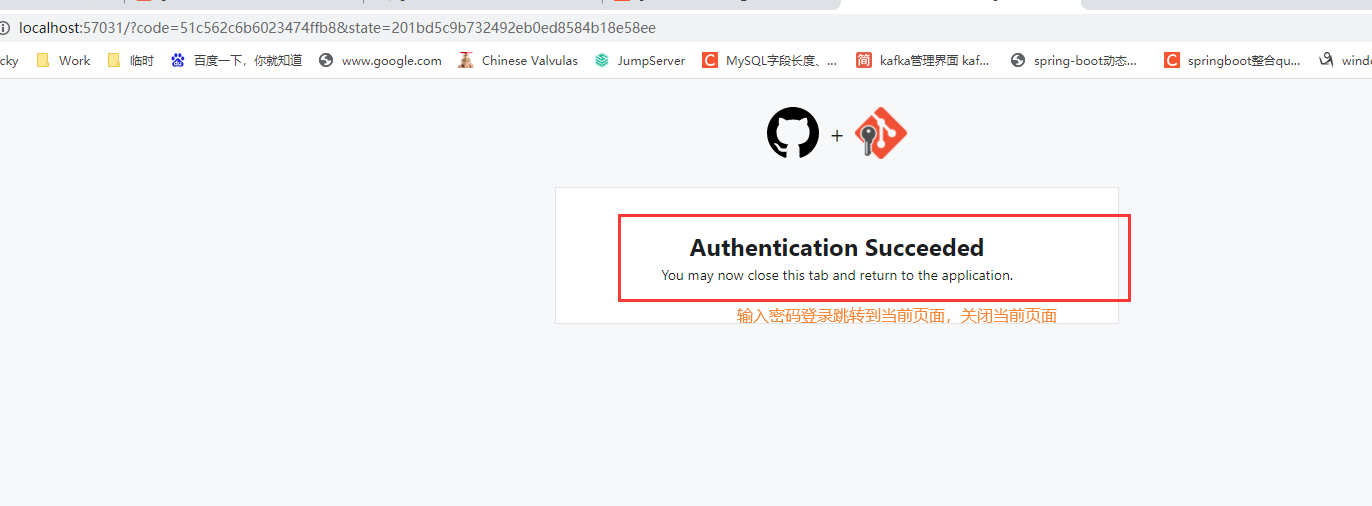 localhost:57031/?code=51c562c6b6023474ffb8&state=201bd5c9b732492eb0ed8584b18e58ee
cky Work 临时 百度一下，你就知道 www.google.com Chinese Valvulas JumpServer C MySQL字段长度、... 简 kafka管理界面 kaf... spring-boot动态... C springboot整合qu... windo
+
Authentication Succeeded
You may now close this tab and return to the application.
输入密码登录跳转到当前页面，关闭当前页面